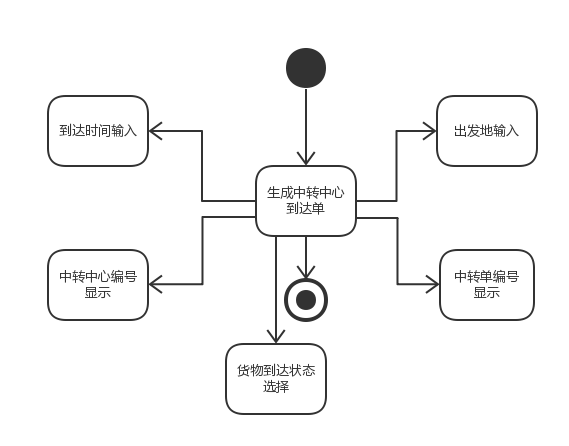 到达时间输入
出发地输入
生成中转中心
到达单
中转中心编号
显示
中转单编号
显示
货物到达状态
选择